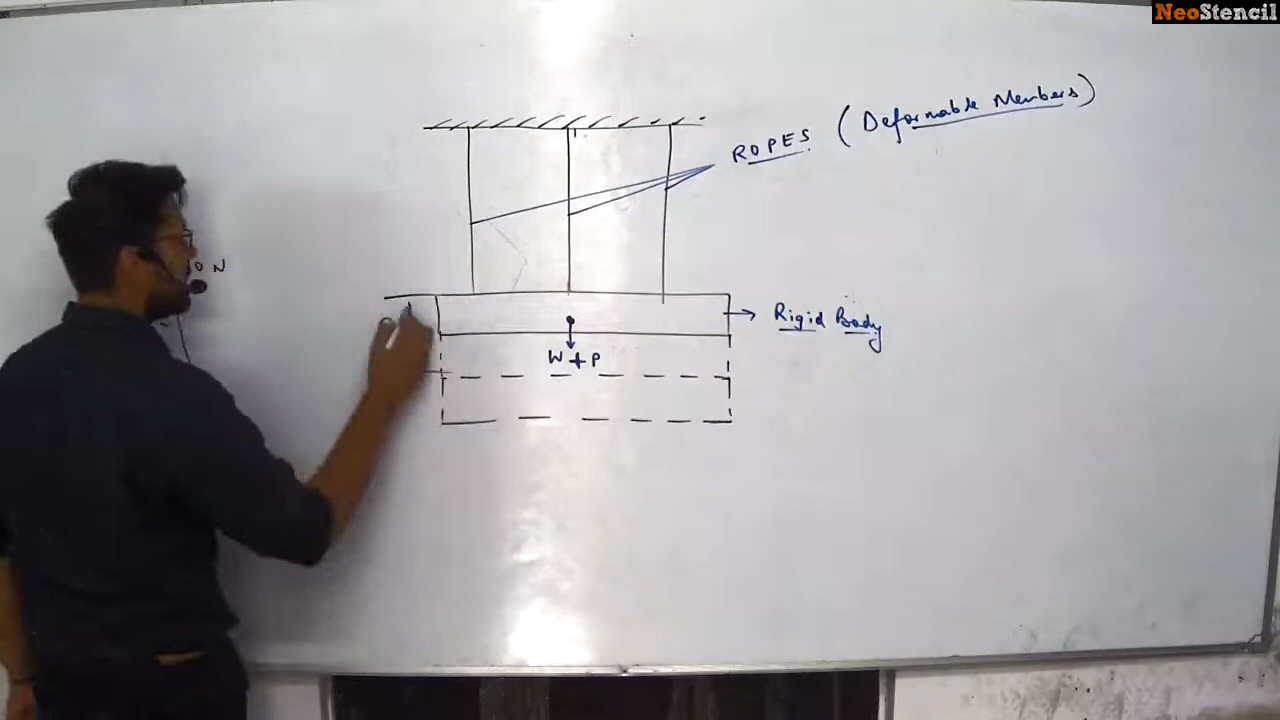 NeoStencil
ROPES (Deformable Members)
N
Rigid Body
W + P